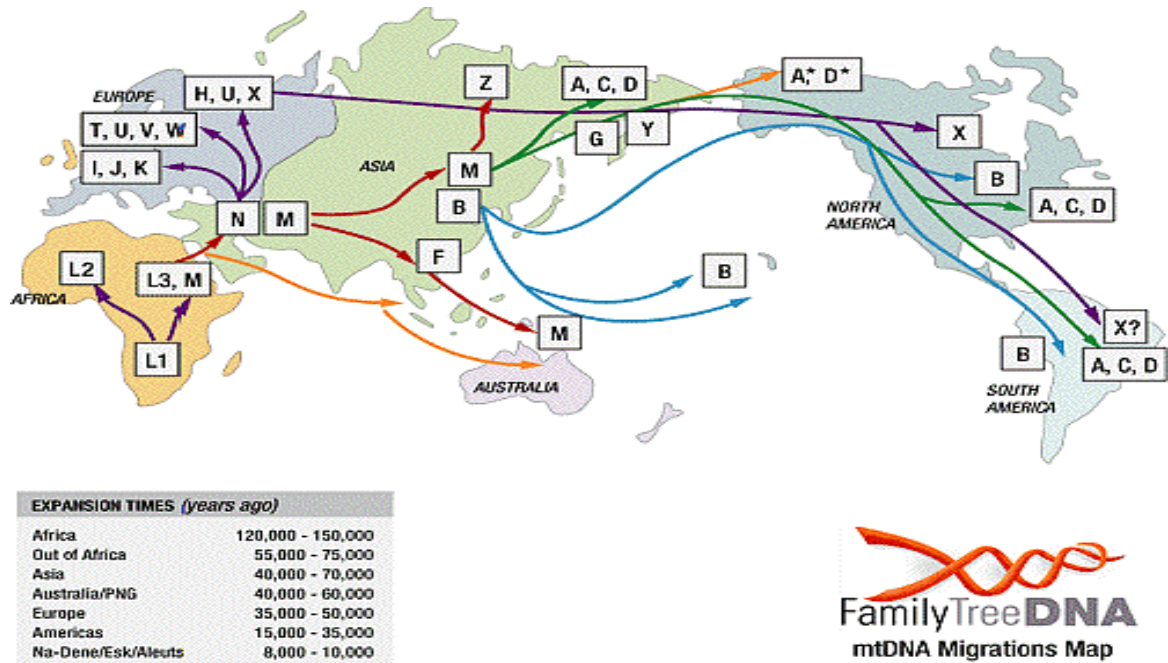 Z
A, C, D
A,* D*
H, U, X
EUROPE
T, U, V, W
G
Y
X
I, J, K
ASIA
M
B
B
NORTH
AMERICA
A, C, D
N
M
F
B
L2
L3, M
AFRICA
L1
M
X?
B
A, C, D
AUSTRALIA
SOUTH
AMERICA
EXPANSION TIMES (years ago)
Africa 120,000 - 150,000
Out of Africa 55,000 - 75,000
Asia 40,000 - 70,000
Australia/PNG 40,000 - 60,000
Europe 35,000 - 50,000
Americas 15,000 - 35,000
Na-Dene/Esk/Aleuts 8,000 - 10,000
FamilyTreeDNA
mtDNA Migrations Map